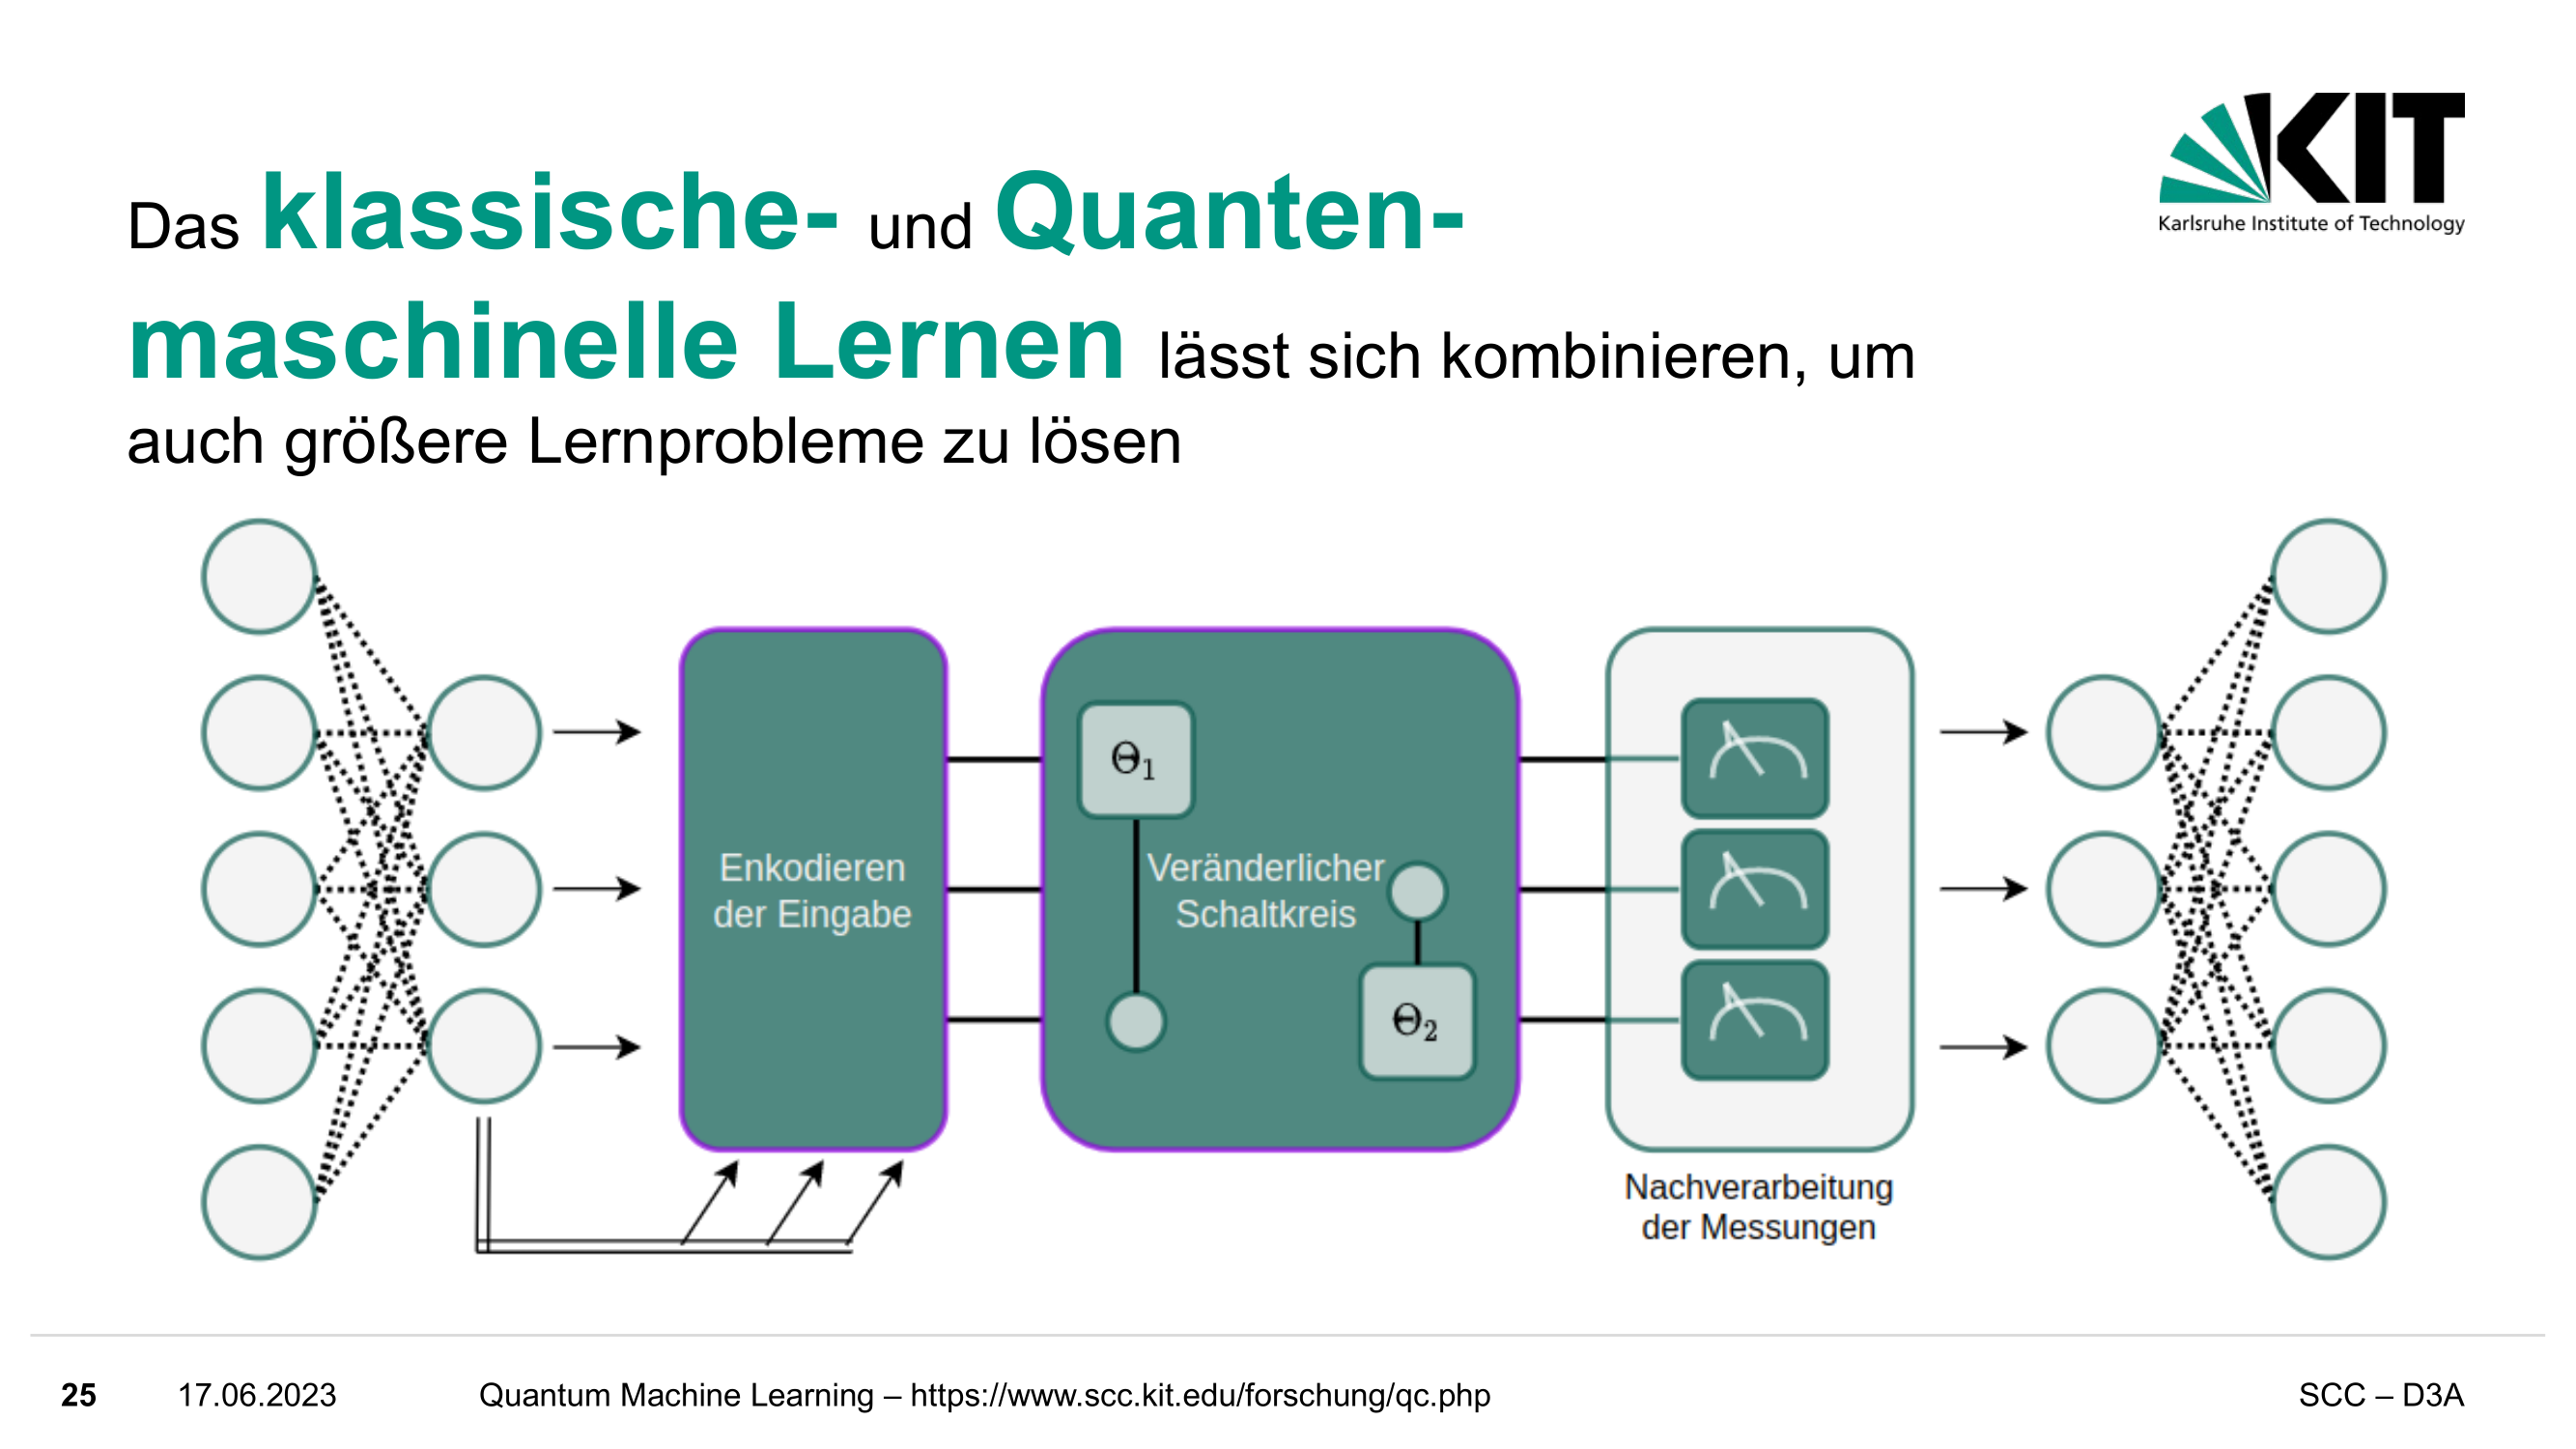 KIT
Karlsruhe Institute of Technology
Das klassische- und Quanten-
maschinelle Lernen lässt sich kombinieren, um
auch größere Lernprobleme zu lösen
Enkodieren
der Eingabe
Θ1
Veränderlicher
Schaltkreis
Θ2
Nachverarbeitung
der Messungen
25 17.06.2023 Quantum Machine Learning – https://www.scc.kit.edu/forschung/qc.php SCC – D3A